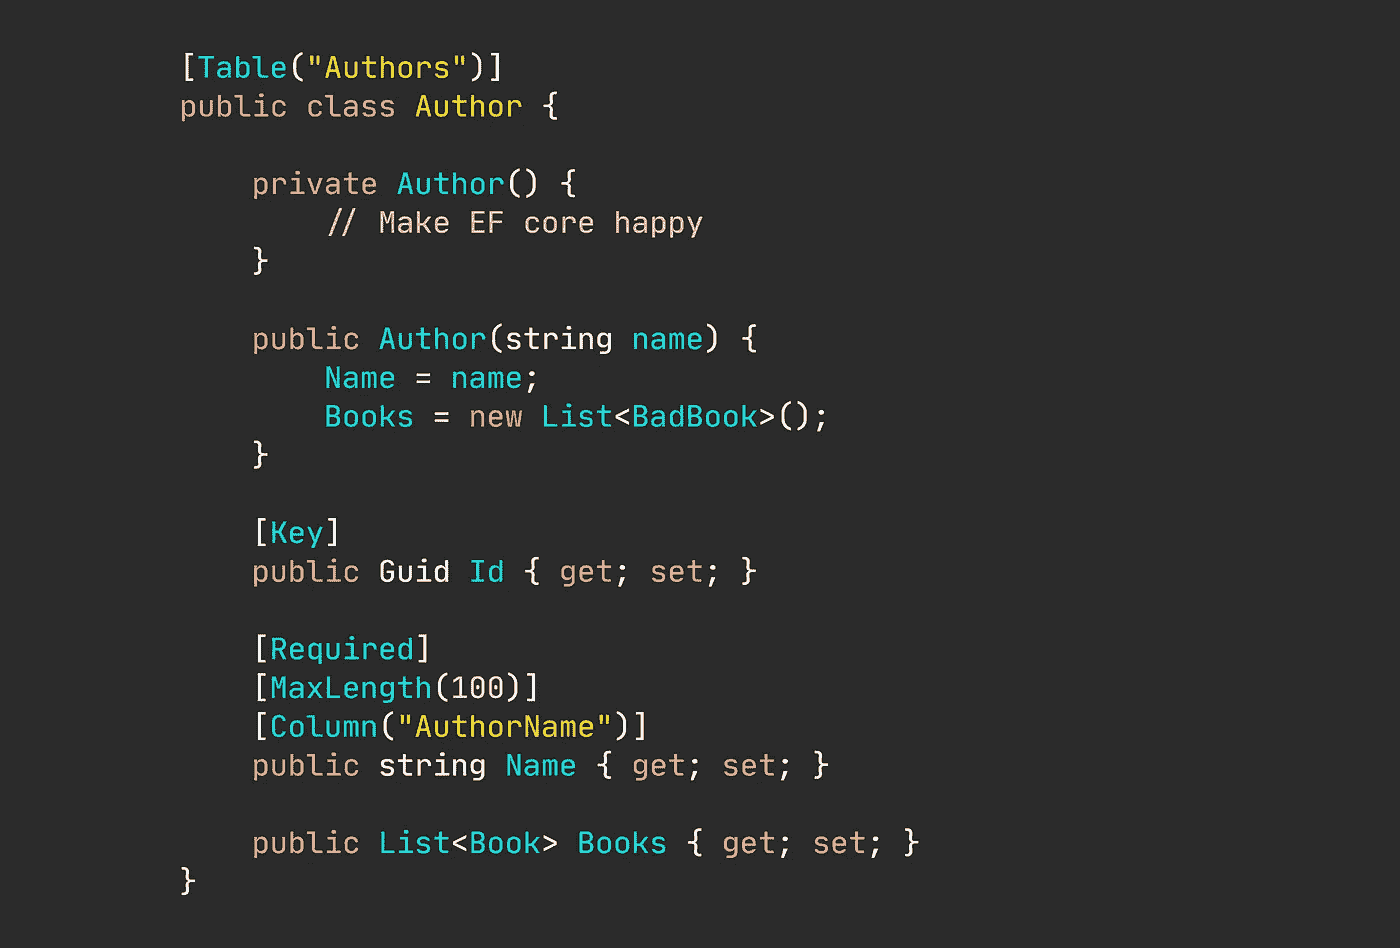 [Table("Authors")]
public class Author {
private Author() {
// Make EF core happy
}
public Author(string name) {
Name = name;
Books = new List<BadBook>();
}
[Key]
public Guid Id { get; set; }
[Required]
[MaxLength(100)]
[Column("AuthorName")]
public string Name { get; set; }
public List<Book> Books { get; set; }
}